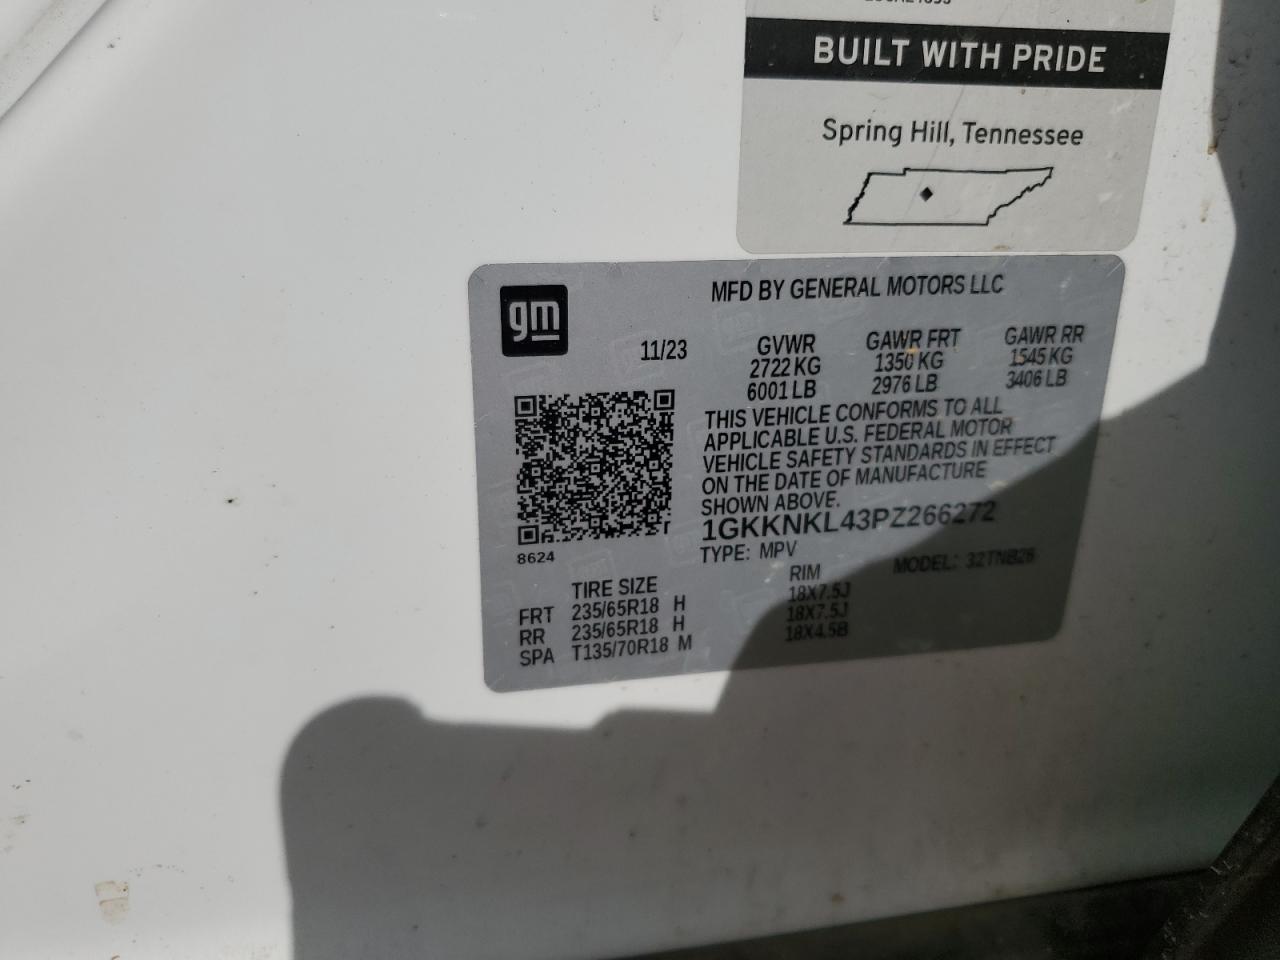 BUILT WITH PRIDE
Spring Hill, Tennessee
gm
MFD BY GENERAL MOTORS LLC
11/23
GVWR GAWR FRT GAWR RR
2722 KG 1350 KG 1545 KG
6001 LB 2976 LB 3406 LB
THIS VEHICLE CONFORMS TO ALL
APPLICABLE U.S. FEDERAL MOTOR
VEHICLE SAFETY STANDARDS IN EFFECT
ON THE DATE OF MANUFACTURE
SHOWN ABOVE.
1GKKNKL43PZ266272
8624
TYPE: MPV MODEL: 32TNB26
TIRE SIZE RIM
FRT 235/65R18 H 18X7.5J
RR 235/65R18 H 18X7.5J
SPA T135/70R18 M 18X4.5B